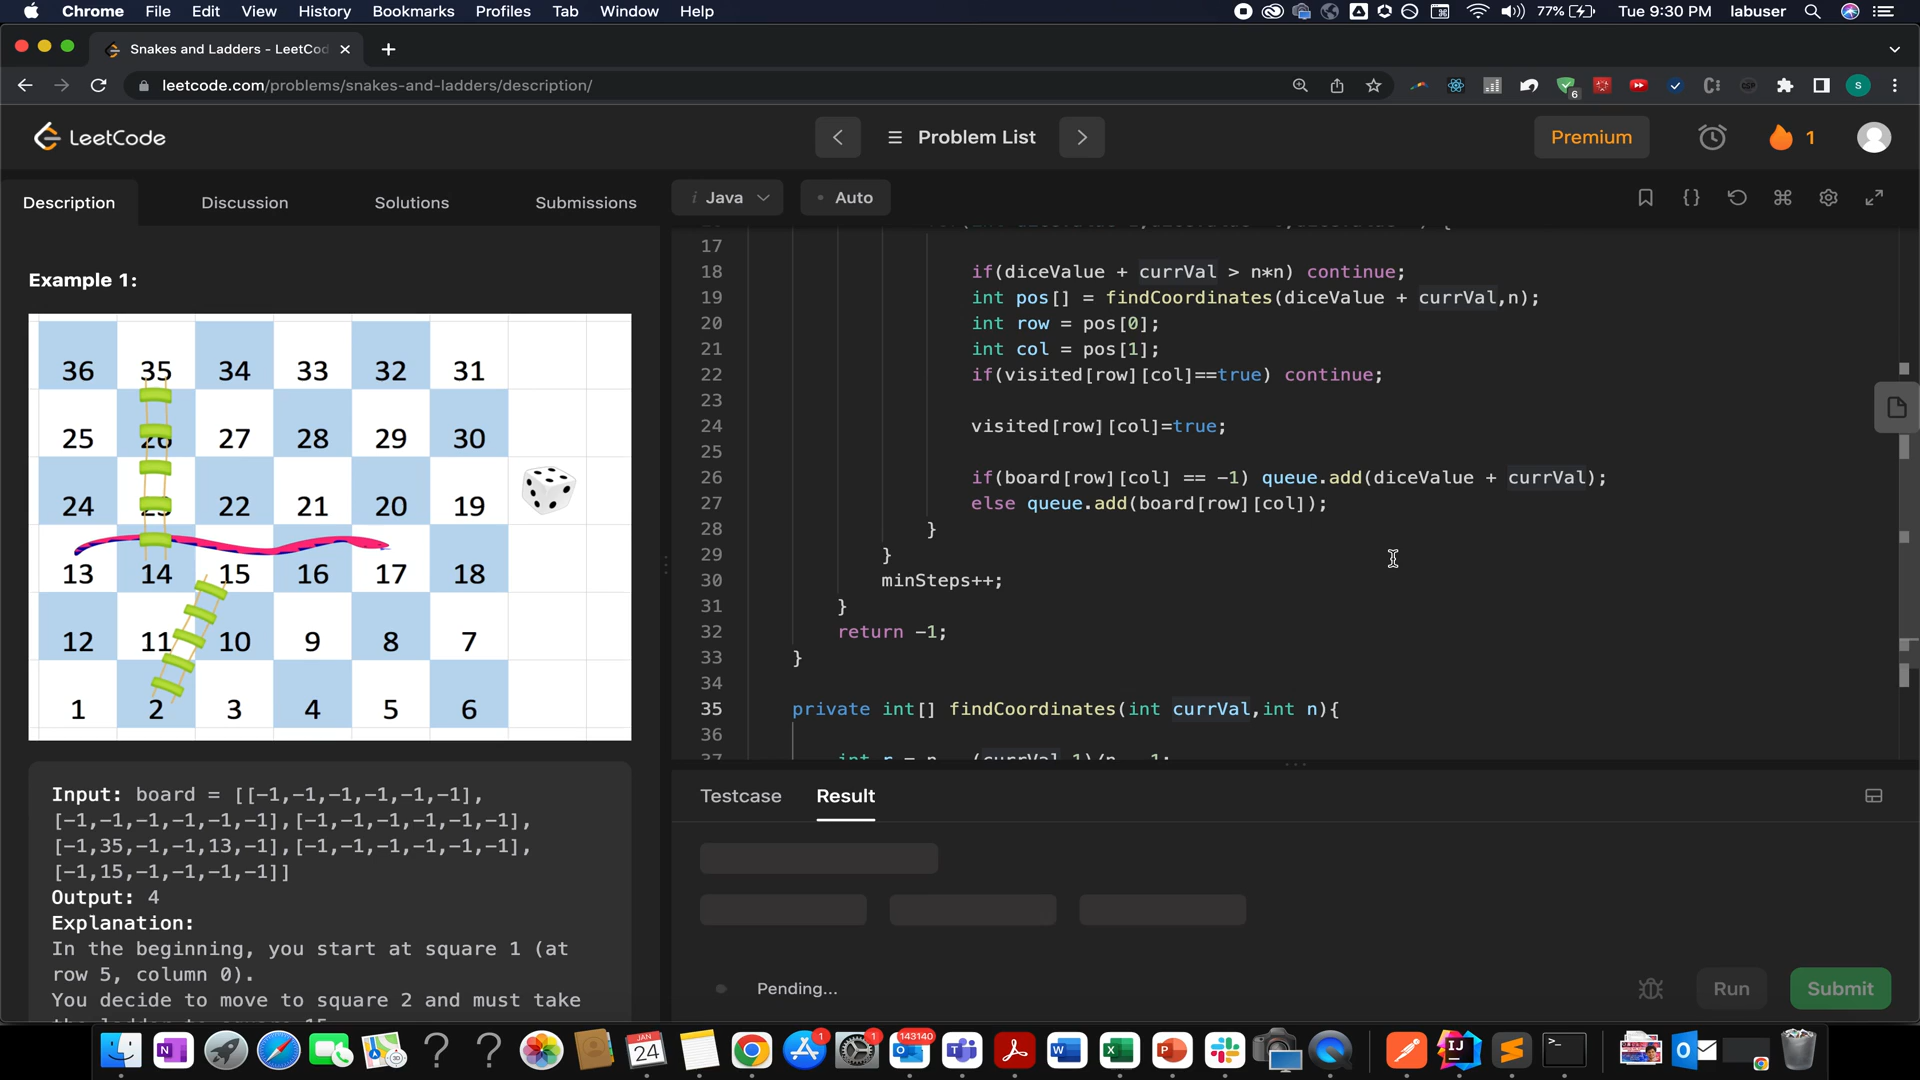 Chrome File Edit View History Bookmarks Profiles Tab Window Help
77% Tue 9:30 PM labuser
Snakes and Ladders - LeetCod
leetcode.com/problems/snakes-and-ladders/description/
6
S
LeetCode
Problem List
Premium
1
Description Discussion Solutions Submissions
i Java
Auto
Example 1:
36 35 34 33 32 31
25 26 27 28 29 30
24 23 22 21 20 19
13 14 15 16 17 18
12 11 10 9 8 7
1 2 3 4 5 6
Input: board = [[-1,-1,-1,-1,-1,-1],
[-1,-1,-1,-1,-1,-1],[-1,-1,-1,-1,-1,-1],
[-1,35,-1,-1,13,-1],[-1,-1,-1,-1,-1,-1],
[-1,15,-1,-1,-1,-1]]
Output: 4
Explanation:
In the beginning, you start at square 1 (at
row 5, column 0).
You decide to move to square 2 and must take
17
18 if(diceValue + currVal > n*n) continue;
19 int pos[] = findCoordinates(diceValue + currVal,n);
20 int row = pos[0];
21 int col = pos[1];
22 if(visited[row][col]==true) continue;
23
24 visited[row][col]=true;
25
26 if(board[row][col] == -1) queue.add(diceValue + currVal);
27 else queue.add(board[row][col]);
28 }
29 }
30 minSteps++;
31 }
32 return -1;
33 }
34
35 private int[] findCoordinates(int currVal,int n){
36
Testcase Result
Pending...
Run
Submit
JAN
24
1
1
143140